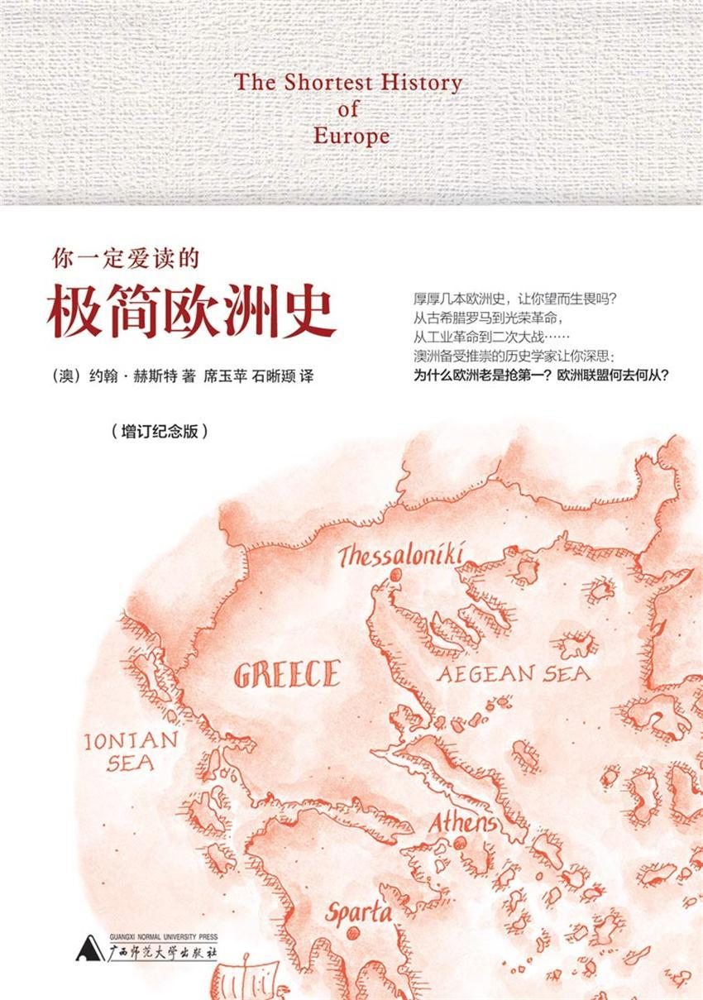 The Shortest History
of
Europe
你一定爱读的
极简欧洲史
（澳）约翰·赫斯特 著 席玉苹 石晰颋 译
（增订纪念版）
厚厚几本欧洲史，让你望而生畏吗？
从古希腊罗马到光荣革命，
从工业革命到二次大战……
澳洲备受推崇的历史学家让你深思：
为什么欧洲老是抢第一？欧洲联盟何去何从？
Thessaloniki
GREECE
AEGEAN SEA
IONIAN
SEA
Athens
Sparta
GUANGXI NORMAL UNIVERSITY PRESS
广西师范大学出版社